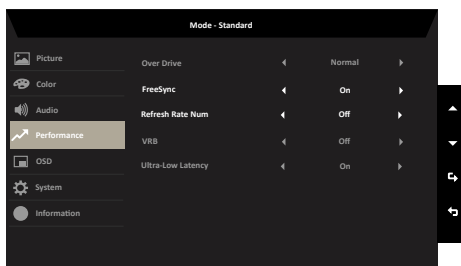 Mode - Standard
Picture
Color
Audio
Performance
OSD
System
Information
Over Drive Normal
FreeSync On
Refresh Rate Num Off
VRB Off
Ultra-Low Latency On